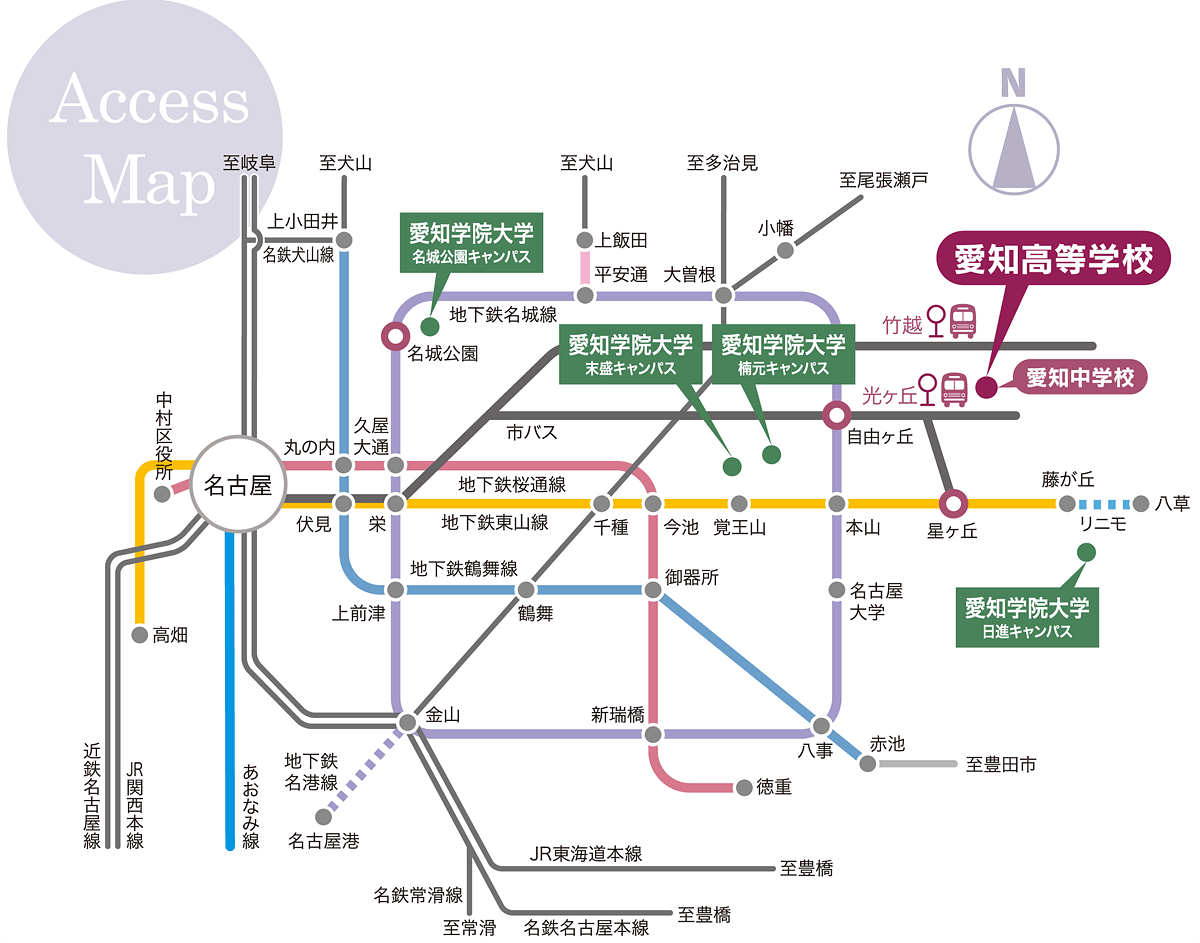 Access
Map
N
至岐阜
至犬山
至犬山
至多治見
至尾張瀬戸
上小田井
名鉄犬山線
愛知学院大学
名城公園キャンパス
上飯田
小幡
平安通
大曽根
愛知高等学校
地下鉄名城線
名城公園
愛知学院大学
末盛キャンパス
愛知学院大学
楠元キャンパス
竹越
光ヶ丘
愛知中学校
中村区役所
丸の内
久屋
大通
市バス
自由ヶ丘
名古屋
地下鉄桜通線
藤が丘
八草
伏見
栄
地下鉄東山線
千種
今池
覚王山
本山
星ヶ丘
リニモ
地下鉄鶴舞線
御器所
上前津
鶴舞
名古屋
大学
愛知学院大学
日進キャンパス
高畑
金山
新瑞橋
八事
赤池
至豊田市
地下鉄
名港線
徳重
近鉄名古屋線
JR関西本線
あおなみ線
名古屋港
JR東海道本線
至豊橋
名鉄常滑線
至常滑
名鉄名古屋本線
至豊橋